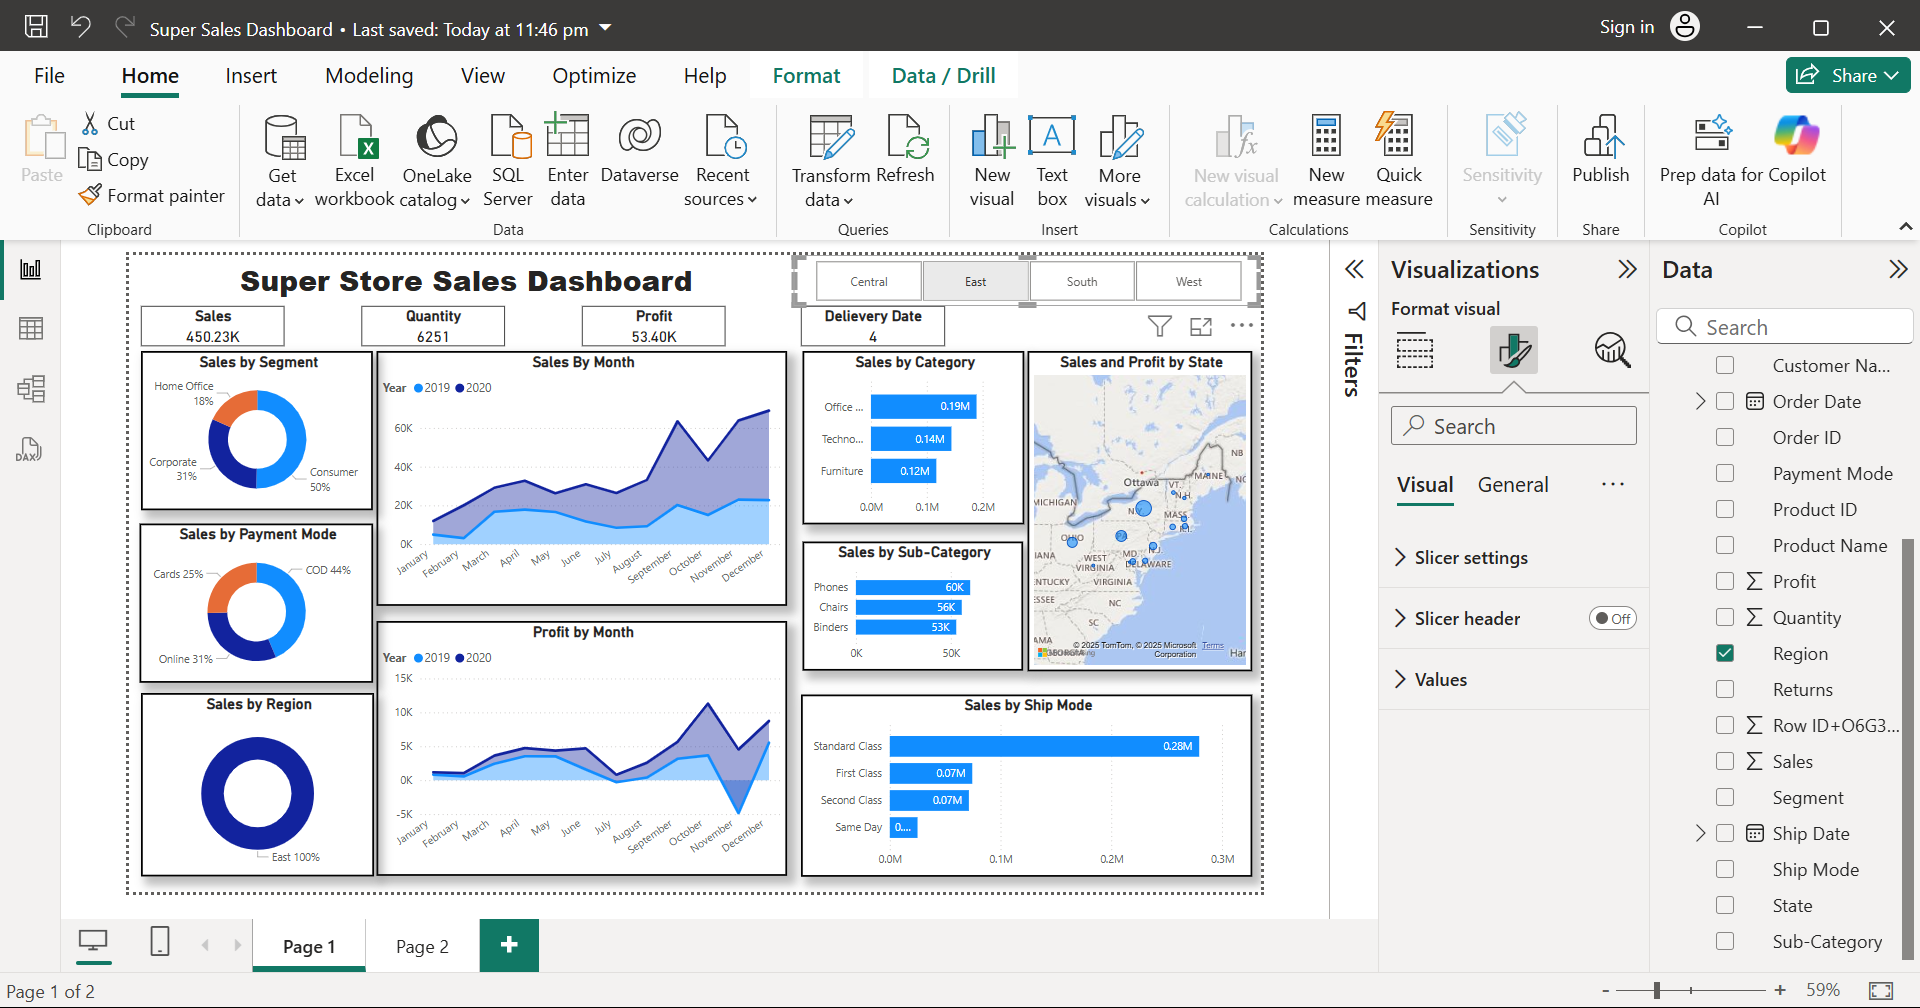 Super Sales Dashboard • Last saved: Today at 11:46 pm
Sign in
File Home Insert Modeling View Optimize Help Format Data / Drill
Share
Paste
Cut
Copy
Format painter
Clipboard
Get data
Excel workbook
OneLake catalog
SQL Server
Enter data
Dataverse
Recent sources
Data
Transform data
Refresh
Queries
New visual
Text box
More visuals
Insert
New visual calculation
New measure
Quick measure
Calculations
Sensitivity
Sensitivity
Publish
Share
Prep data for AI
Copilot
Copilot
Super Store Sales Dashboard
Central East South West
Sales
450.23K
Quantity
6251
Profit
53.40K
Delievery Date
4
Sales by Segment
Home Office
18%
Corporate
31%
Consumer
50%
Sales by Payment Mode
Cards 25%
COD 44%
Online 31%
Sales by Region
East 100%
Sales By Month
Year 2019 2020
60K
40K
20K
0K
January February March April May June July August September October November December
Profit by Month
Year 2019 2020
15K
10K
5K
0K
-5K
January February March April May June July August September October November December
Sales by Category
Office ... 0.19M
Techno... 0.14M
Furniture 0.12M
0.0M 0.1M 0.2M
Sales by Sub-Category
Phones 60K
Chairs 56K
Binders 53K
0K 50K
Sales and Profit by State
NB
Ottawa
VT.
MAINE
NC
N.H.
MICHIGAN
N.Y.
MASS.
R.I.
OHIO
PA.
IANA
MD.
N.J.
WEST VIRGINIA
DELAWARE
NTUCKY
VIRGINIA
SSEE
NC
SC
AMA
GEORGIA
© 2025 TomTom, © 2025 Microsoft Corporation Terms
Har
Sales by Ship Mode
Standard Class 0.28M
First Class 0.07M
Second Class 0.07M
Same Day 0....
0.0M 0.1M 0.2M 0.3M
Filters
Visualizations
Format visual
Search
Visual General ...
Slicer settings
Slicer header Off
Values
Data
Search
Customer Na...
Order Date
Order ID
Payment Mode
Product ID
Product Name
Profit
Quantity
Region
Returns
Row ID+O6G3...
Sales
Segment
Ship Date
Ship Mode
State
Sub-Category
Page 1
Page 2
+
Page 1 of 2
- + 59%